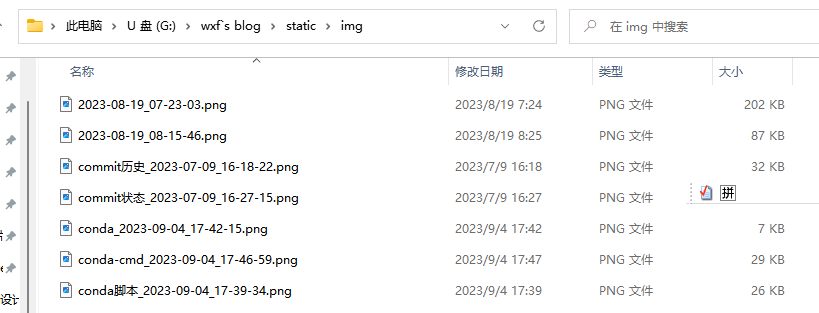 此电脑 > U 盘 (G:) > wxf`s blog > static > img
在 img 中搜索
名称 修改日期 类型 大小
2023-08-19_07-23-03.png 2023/8/19 7:24 PNG 文件 202 KB
2023-08-19_08-15-46.png 2023/8/19 8:25 PNG 文件 87 KB
commit历史_2023-07-09_16-18-22.png 2023/7/9 16:18 PNG 文件 32 KB
commit状态_2023-07-09_16-27-15.png 2023/7/9 16:27 PNG 文件
拼
conda_2023-09-04_17-42-15.png 2023/9/4 17:42 PNG 文件 7 KB
conda-cmd_2023-09-04_17-46-59.png 2023/9/4 17:47 PNG 文件 29 KB
conda脚本_2023-09-04_17-39-34.png 2023/9/4 17:39 PNG 文件 26 KB
设计